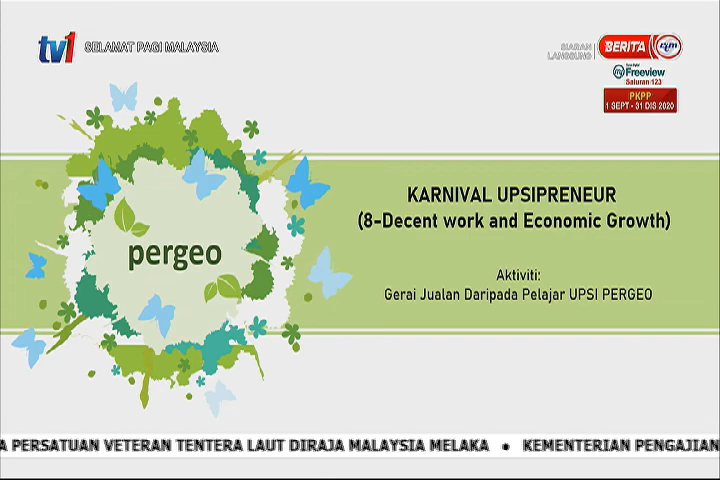 tv1 SELAMAT PAGI MALAYSIA
SIARAN
LANGSUNG
BERITA rtm
myFreeview
Saluran 123
PKPP
1 SEPT - 31 DIS 2020
KARNIVAL UPSIPRENEUR
(8-Decent work and Economic Growth)
pergeo
Aktiviti:
Gerai Jualan Daripada Pelajar UPSI PERGEO
A PERSATUAN VETERAN TENTERA LAUT DIRAJA MALAYSIA MELAKA • KEMENTERIAN PENGAJIAN